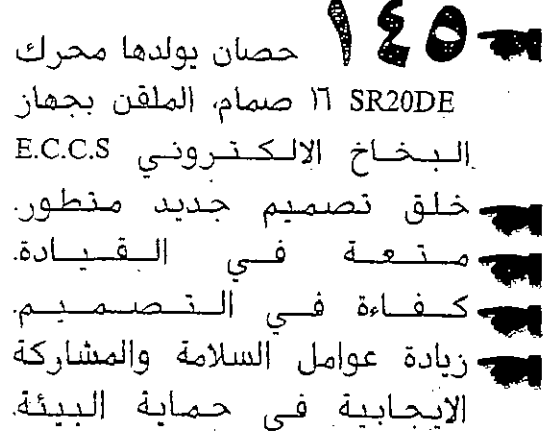 ١٤٥ حصان يولدها محرك
SR20DE ١٦ صمام، الملقن بجهاز
البخاخ الالكتروني E.C.C.S
خلق تصميم جديد متطور.
متعة في القيادة.
كفاءة في التصميم.
زيادة عوامل السلامة والمشاركة
الايجابية في حماية البيئة.